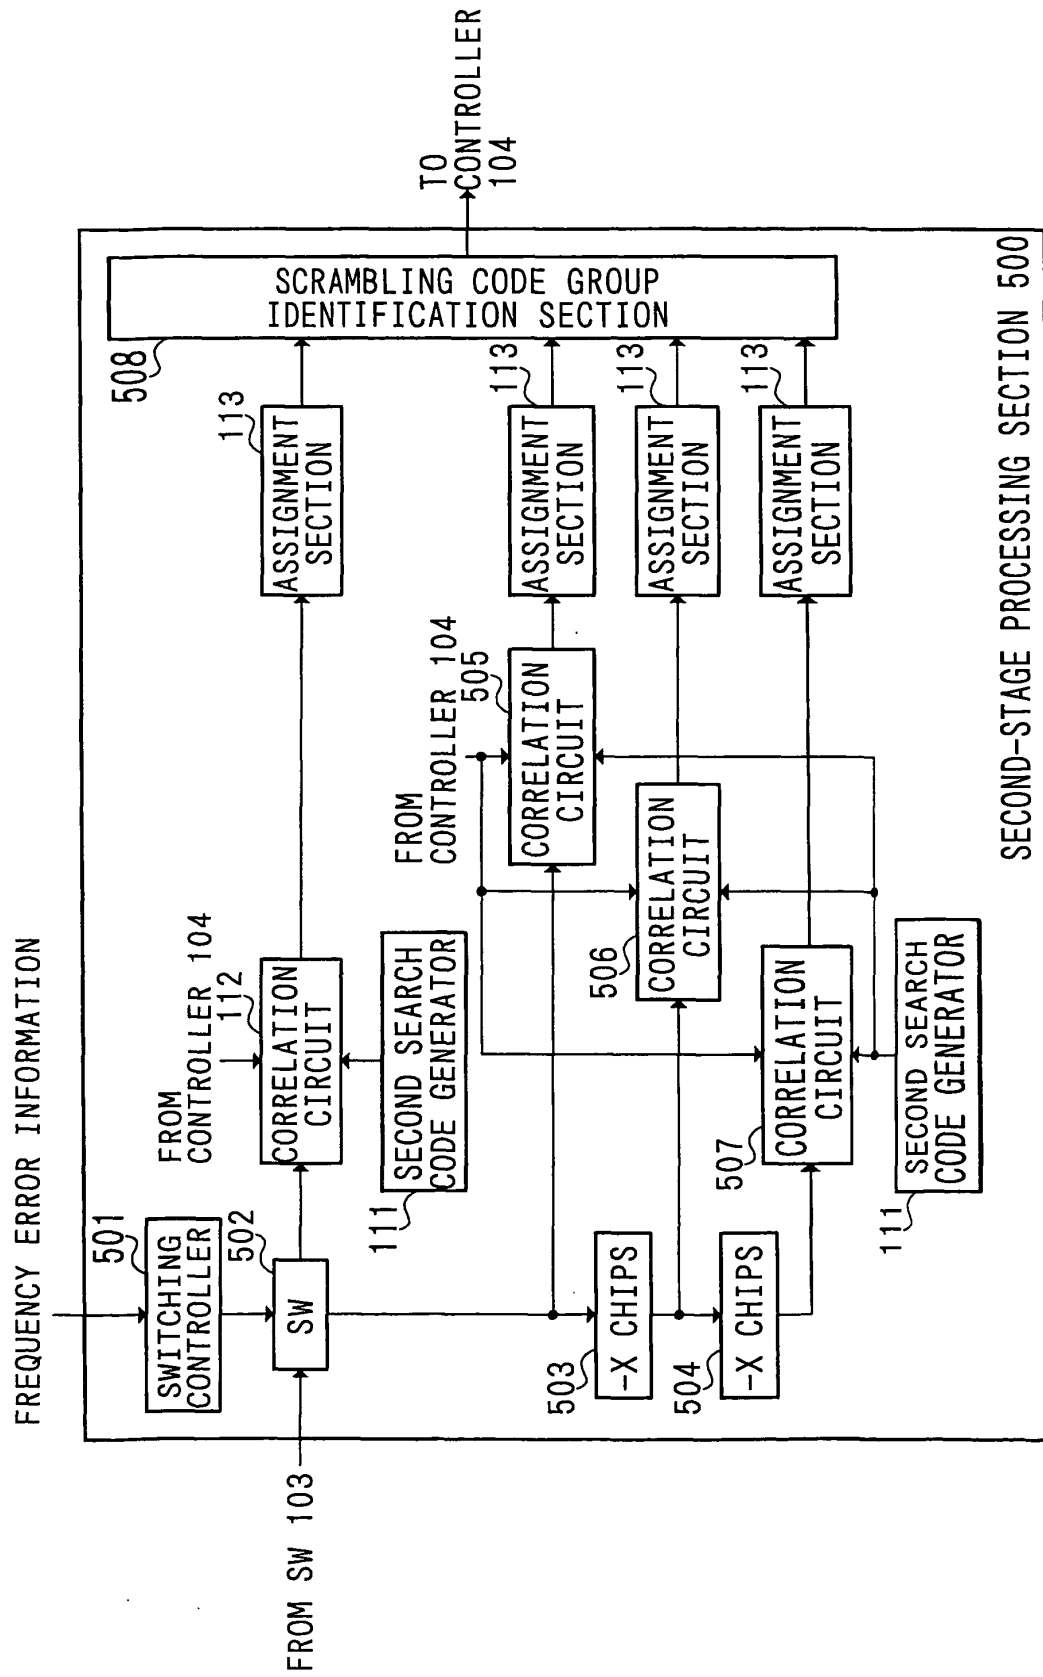 FREQUENCY ERROR INFORMATION
501
SWITCHING
CONTROLLER
FROM SW 103
502
SW
FROM
CONTROLLER 104
112
CORRELATION
CIRCUIT
SECOND SEARCH
CODE GENERATOR
111
113
ASSIGNMENT
SECTION
508
SCRAMBLING CODE GROUP
IDENTIFICATION SECTION
TO
CONTROLLER
104
FROM
CONTROLLER 104
505
CORRELATION
CIRCUIT
113
ASSIGNMENT
SECTION
503
-X CHIPS
506
CORRELATION
CIRCUIT
113
ASSIGNMENT
SECTION
504
-X CHIPS
507
CORRELATION
CIRCUIT
113
ASSIGNMENT
SECTION
SECOND SEARCH
CODE GENERATOR
111
SECOND-STAGE PROCESSING SECTION 500